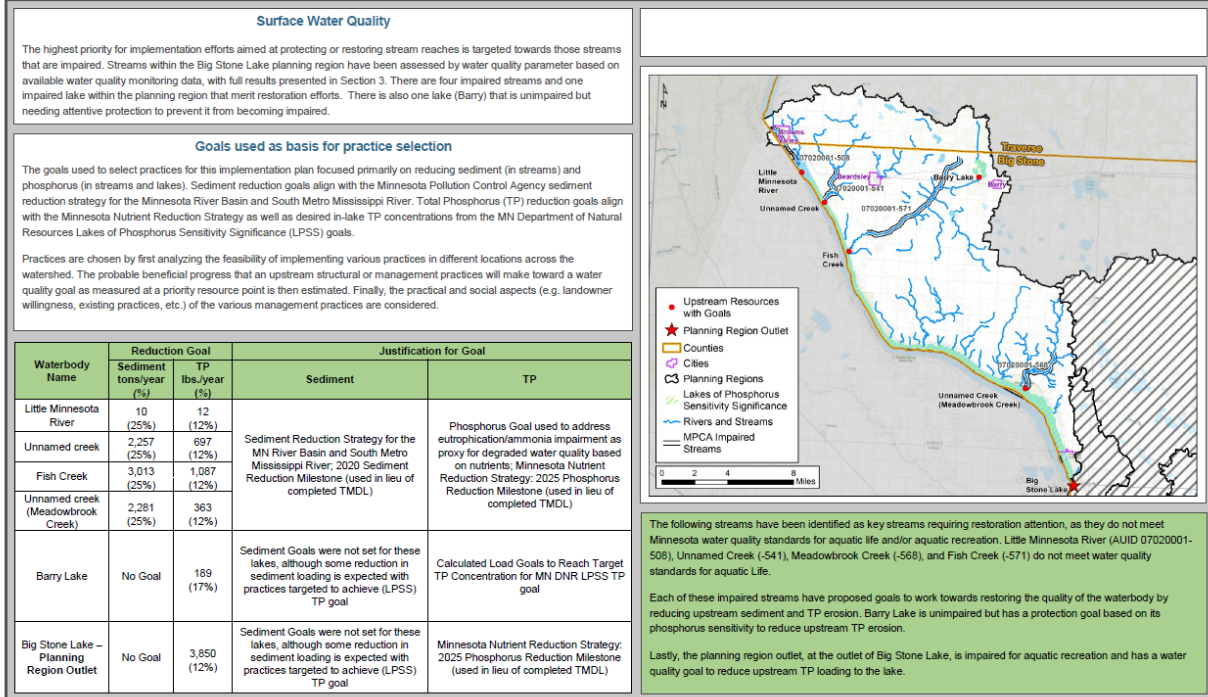 Surface Water Quality
The highest priority for implementation efforts aimed at protecting or restoring stream reaches is targeted towards those streams
that are impaired. Streams within the Big Stone Lake planning region have been assessed by water quality parameter based on
available water quality monitoring data, with full results presented in Section 3. There are four impaired streams and one
impaired lake within the planning region that merit restoration efforts. There is also one lake (Barry) that is unimpaired but
needing attentive protection to prevent it from becoming impaired.
Goals used as basis for practice selection
The goals used to select practices for this implementation plan focused primarily on reducing sediment (in streams) and
phosphorus (in streams and lakes). Sediment reduction goals align with the Minnesota Pollution Control Agency sediment
reduction strategy for the Minnesota River Basin and South Metro Mississippi River. Total Phosphorus (TP) reduction goals align
with the Minnesota Nutrient Reduction Strategy as well as desired in-lake TP concentrations from the MN Department of Natural
Resources Lakes of Phosphorus Sensitivity Significance (LPSS) goals.
Practices are chosen by first analyzing the feasibility of implementing various practices in different locations across the
watershed. The probable beneficial progress that an upstream structural or management practices will make toward a water
quality goal as measured at a priority resource point is then estimated. Finally, the practical and social aspects (e.g. landowner
willingness, existing practices, etc.) of the various management practices are considered.
Waterbody
Name
Reduction Goal
Justification for Goal
Sediment
tons/year
(%)
TP
lbs./year
(%)
Sediment
TP
Little Minnesota
River
10
(25%)
12
(12%)
Unnamed creek
2,257
(25%)
697
(12%)
Fish Creek
3,013
(25%)
1,087
(12%)
Unnamed creek
(Meadowbrook
Creek)
2,281
(25%)
363
(12%)
Sediment Reduction Strategy for the
MN River Basin and South Metro
Mississippi River; 2020 Sediment
Reduction Milestone (used in lieu of
completed TMDL)
Phosphorus Goal used to address
eutrophication/ammonia impairment as
proxy for degraded water quality based
on nutrients; Minnesota Nutrient
Reduction Strategy: 2025 Phosphorus
Reduction Milestone (used in lieu of
completed TMDL)
Barry Lake
No Goal
189
(17%)
Sediment Goals were not set for these
lakes, although some reduction in
sediment loading is expected with
practices targeted to achieve (LPSS)
TP goal
Calculated Load Goals to Reach Target
TP Concentration for MN DNR LPSS TP
goal
Big Stone Lake –
Planning
Region Outlet
No Goal
3,850
(12%)
Sediment Goals were not set for these
lakes, although some reduction in
sediment loading is expected with
practices targeted to achieve (LPSS)
TP goal
Minnesota Nutrient Reduction Strategy:
2025 Phosphorus Reduction Milestone
(used in lieu of completed TMDL)
Browns
Valley
07020001-508
Traverse
Big Stone
Little
Minnesota
River
Beardsley
07020001-541
Barry Lake
Barry
Unnamed Creek
07020001-571
Fish
Creek
07020001-568
Unnamed Creek
(Meadowbrook Creek)
Big
Stone Lake
Upstream Resources
with Goals
Planning Region Outlet
Counties
Cities
Planning Regions
Lakes of Phosphorus
Sensitivity Significance
Rivers and Streams
MPCA Impaired
Streams
0 2 4 8
Miles
The following streams have been identified as key streams requiring restoration attention, as they do not meet
Minnesota water quality standards for aquatic life and/or aquatic recreation. Little Minnesota River (AUID 07020001-
508), Unnamed Creek (-541), Meadowbrook Creek (-568), and Fish Creek (-571) do not meet water quality
standards for aquatic Life.
Each of these impaired streams have proposed goals to work towards restoring the quality of the waterbody by
reducing upstream sediment and TP erosion. Barry Lake is unimpaired but has a protection goal based on its
phosphorus sensitivity to reduce upstream TP erosion.
Lastly, the planning region outlet, at the outlet of Big Stone Lake, is impaired for aquatic recreation and has a water
quality goal to reduce upstream TP loading to the lake.